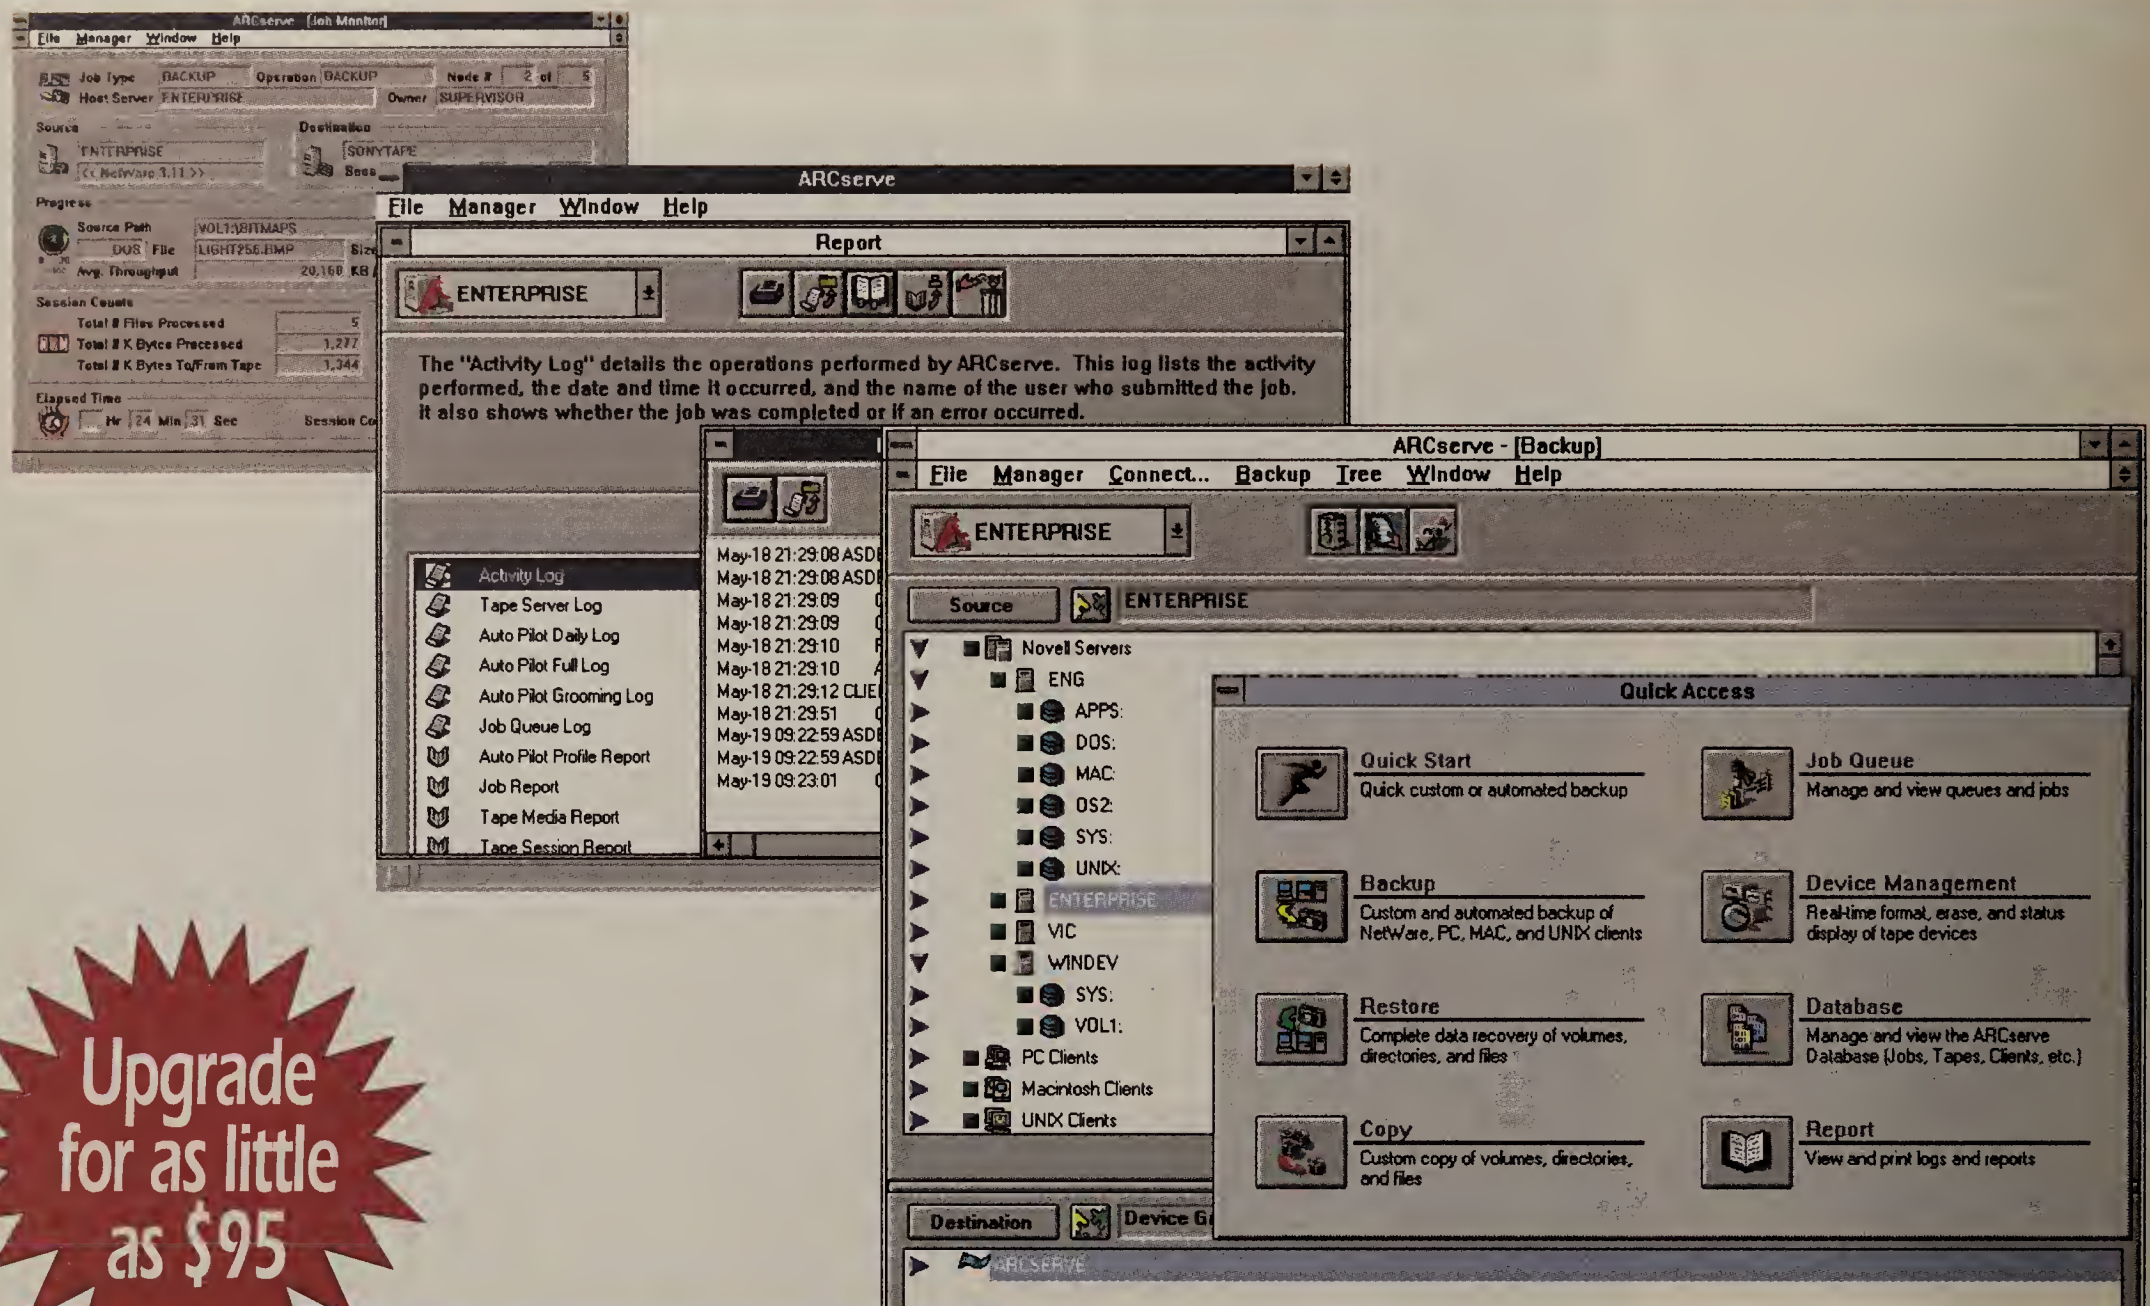 ARCserve - [Job Monitor]
File Manager Window Help
Job Type BACKUP Operation BACKUP Node # 2 of 5
Host Server ENTERPRISE Owner SUPERVISOR
Source Destination
ENTERPRISE SONYTAPE
<< NetWare 3.11 >> Sess
Progress
Source Path VOL1:\BITMAPS
DOS File LIGHT256.BMP Size
Avg. Throughput 20,160 KB
Session Counts
Total # Files Processed 5
Total # K Bytes Processed 1,277
Total # K Bytes To/From Tape 1,344
Elapsed Time
Hr 24 Min 31 Sec Session Co
ARCserve
File Manager Window Help
Report
ENTERPRISE
The "Activity Log" details the operations performed by ARCserve. This log lists the activity
performed, the date and time it occurred, and the name of the user who submitted the job.
It also shows whether the job was completed or if an error occurred.
Activity Log
Tape Server Log
Auto Pilot Daily Log
Auto Pilot Full Log
Auto Pilot Grooming Log
Job Queue Log
Auto Pilot Profile Report
Job Report
Tape Media Report
Tape Session Report
May-18 21:29:08 ASDE
May-18 21:29:08 ASDE
May-18 21:29:09
May-18 21:29:09
May-18 21:29:10
May-18 21:29:10
May-18 21:29:12 CLIE
May-18 21:29:51
May-19 09:22:59 ASDE
May-19 09:22:59 ASDE
May-19 09:23:01
ARCserve - [Backup]
File Manager Connect... Backup Tree Window Help
ENTERPRISE
Source ENTERPRISE
Novell Servers
ENG
APPS:
DOS:
MAC:
OS2:
SYS:
UNIX:
ENTERPRISE
VIC
WINDEV
SYS:
VOL1:
PC Clients
Macintosh Clients
UNIX Clients
Destination Device G
ARCSERVE
Quick Access
Quick Start
Quick custom or automated backup
Backup
Custom and automated backup of
NetWare, PC, MAC, and UNIX clients
Restore
Complete data recovery of volumes,
directories, and files
Copy
Custom copy of volumes, directories,
and files
Job Queue
Manage and view queues and jobs
Device Management
Real-time format, erase, and status
display of tape devices
Database
Manage and view the ARCserve
Database (Jobs, Tapes, Clients, etc.)
Report
View and print logs and reports
Upgrade
for as little
as $95